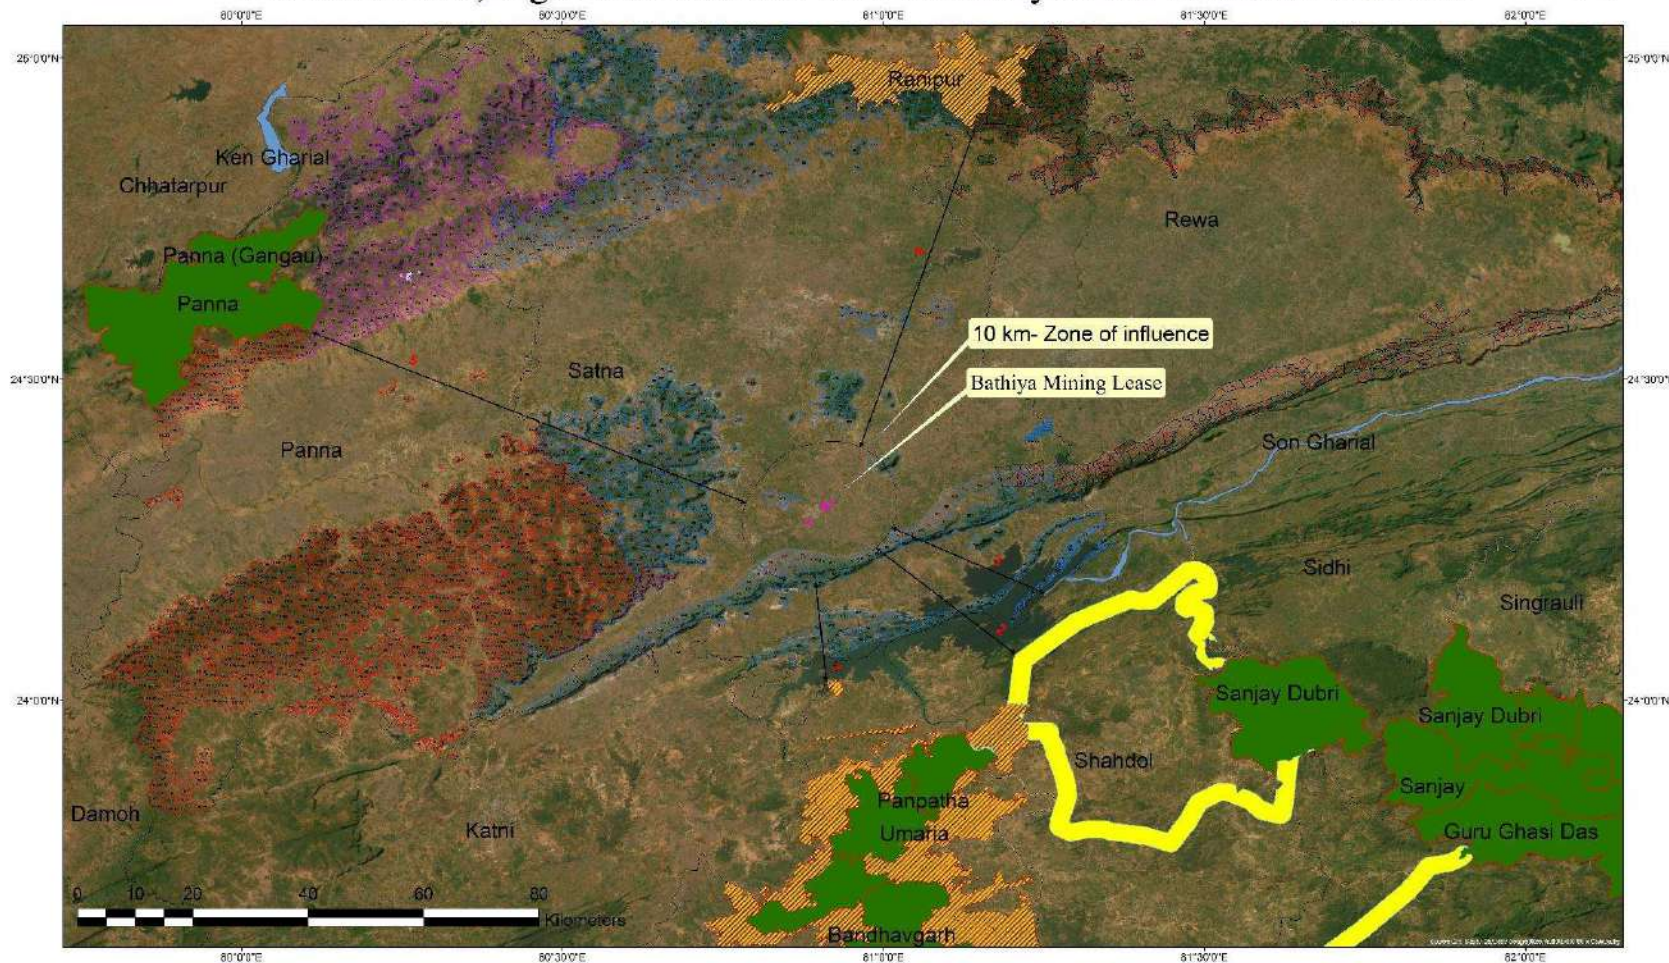 80°0'0"E 80°30'0"E 81°0'0"E 81°30'0"E 82°0'0"E
25°0'0"N 25°0'0"N
Ranipur
Ken Gharial
Chhatarpur
Rewa
Panna (Gangau)
Panna
10 km- Zone of influence
Satna
24°30'0"N 24°30'0"N
Bathiya Mining Lease
Panna
Son Gharial
Sidhi
Singrauli
2
24°0'0"N 24°0'0"N
Sanjay Dubri
Sanjay Dubri
Shahdol
Sanjay
Panpatha
Damoh
Katni
Umaria
Guru Ghasi Das
0 10 20 40 60 80
Kilometers
Bandhavgarh
80°0'0"E 80°30'0"E 81°0'0"E 81°30'0"E 82°0'0"E